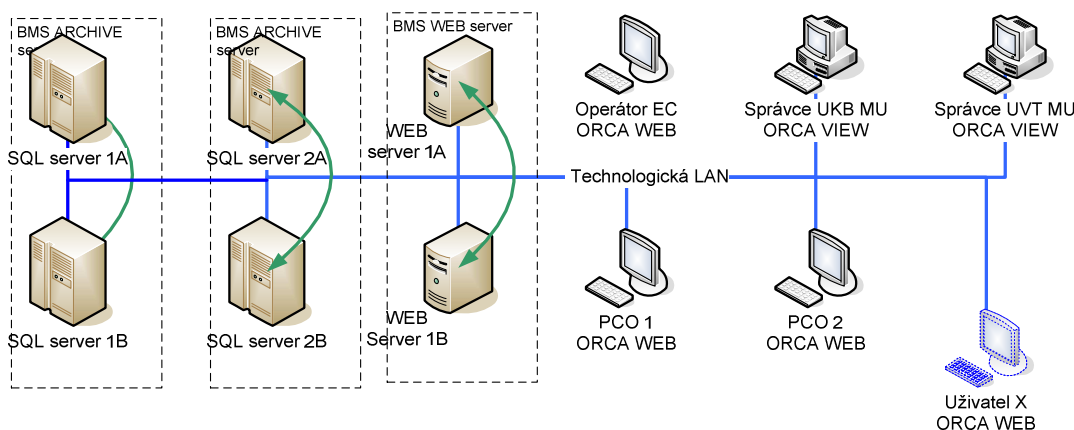 BMS ARCHIVE
server
BMS ARCHIVE
server
BMS WEB server
SQL server 1A
SQL server 2A
WEB
server 1A
Operátor EC
ORCA WEB
Správce UKB MU
ORCA VIEW
Správce UVT MU
ORCA VIEW
Technologická LAN
SQL server 1B
SQL server 2B
WEB
Server 1B
PCO 1
ORCA WEB
PCO 2
ORCA WEB
Uživatel X
ORCA WEB